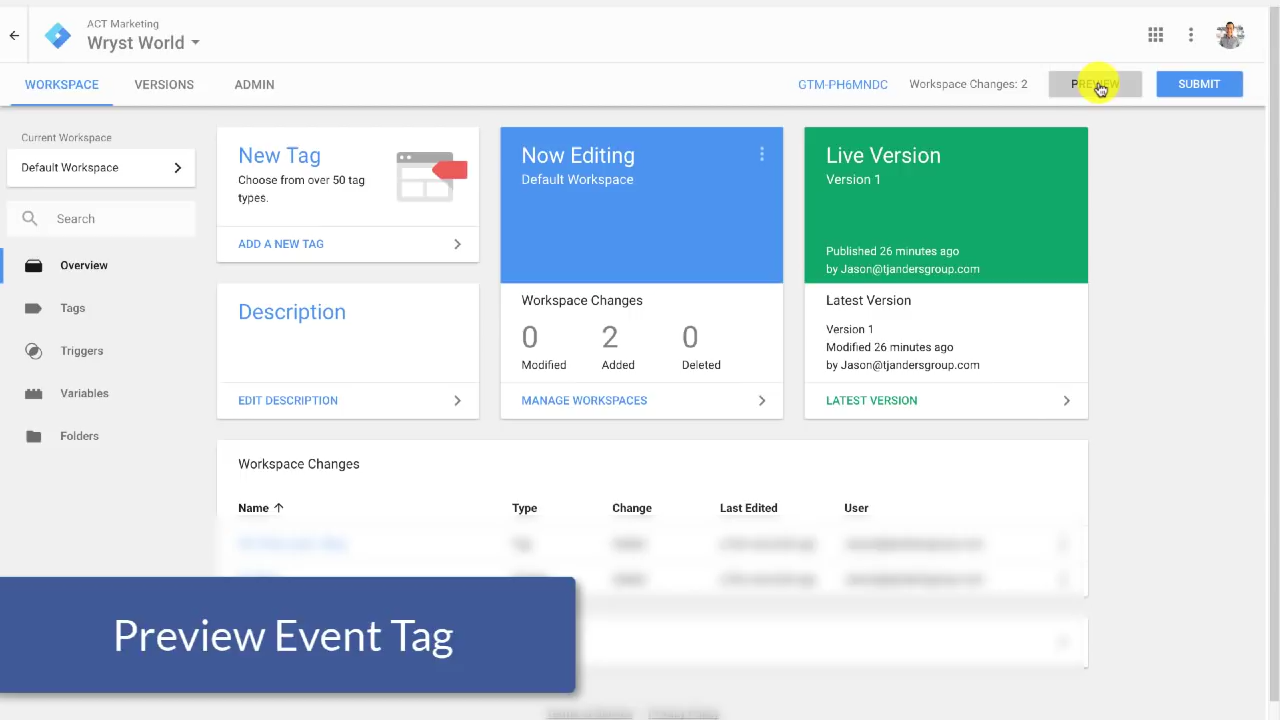 ACT Marketing
Wryst World
WORKSPACE
VERSIONS
ADMIN
GTM-PH6MNDC
Workspace Changes: 2
PREVIEW
SUBMIT
Current Workspace
Default Workspace
Search
Overview
Tags
Triggers
Variables
Folders
New Tag
Choose from over 50 tag
types.
ADD A NEW TAG
Description
EDIT DESCRIPTION
Now Editing
Default Workspace
Workspace Changes
0
Modified
2
Added
0
Deleted
MANAGE WORKSPACES
Live Version
Version 1
Published 26 minutes ago
by Jason@tjandersgroup.com
Latest Version
Version 1
Modified 26 minutes ago
by Jason@tjandersgroup.com
LATEST VERSION
Workspace Changes
Name
Type
Change
Last Edited
User
Preview Event Tag